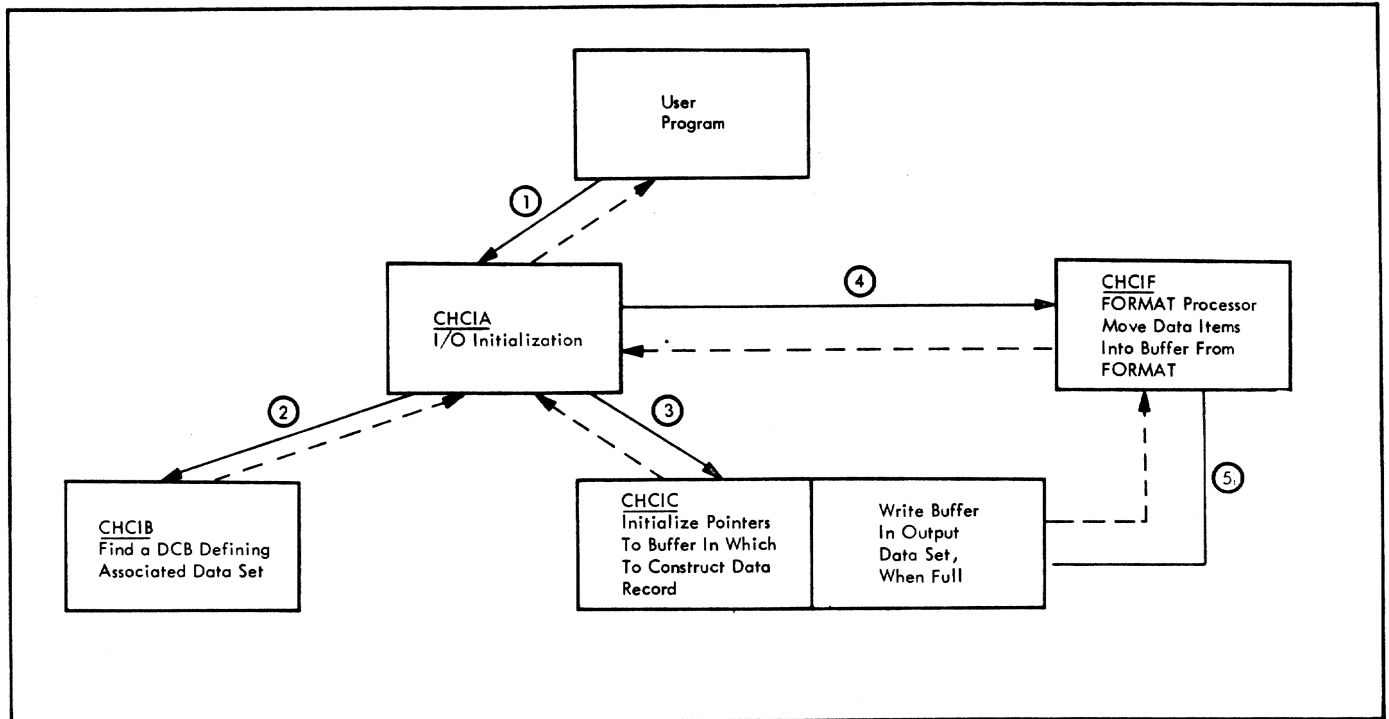 User
Program
1
CHCIA
I/O Initialization
4
CHCIF
FORMAT Processor
Move Data Items
Into Buffer From
FORMAT
2
3
5
CHCIB
Find a DCB Defining
Associated Data Set
CHCIC
Initialize Pointers
To Buffer In Which
To Construct Data
Record
Write Buffer
In Output
Data Set,
When Full